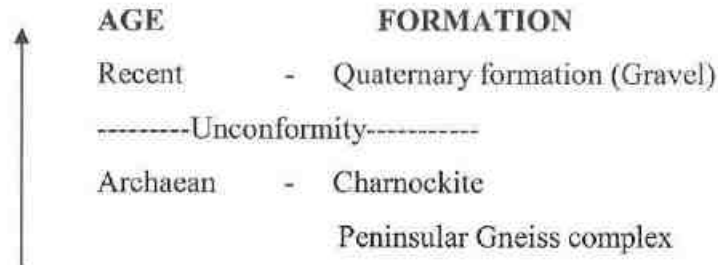 AGE FORMATION
Recent - Quaternary formation (Gravel)
---------Unconformity-----------
Archaean - Charnockite
Peninsular Gneiss complex